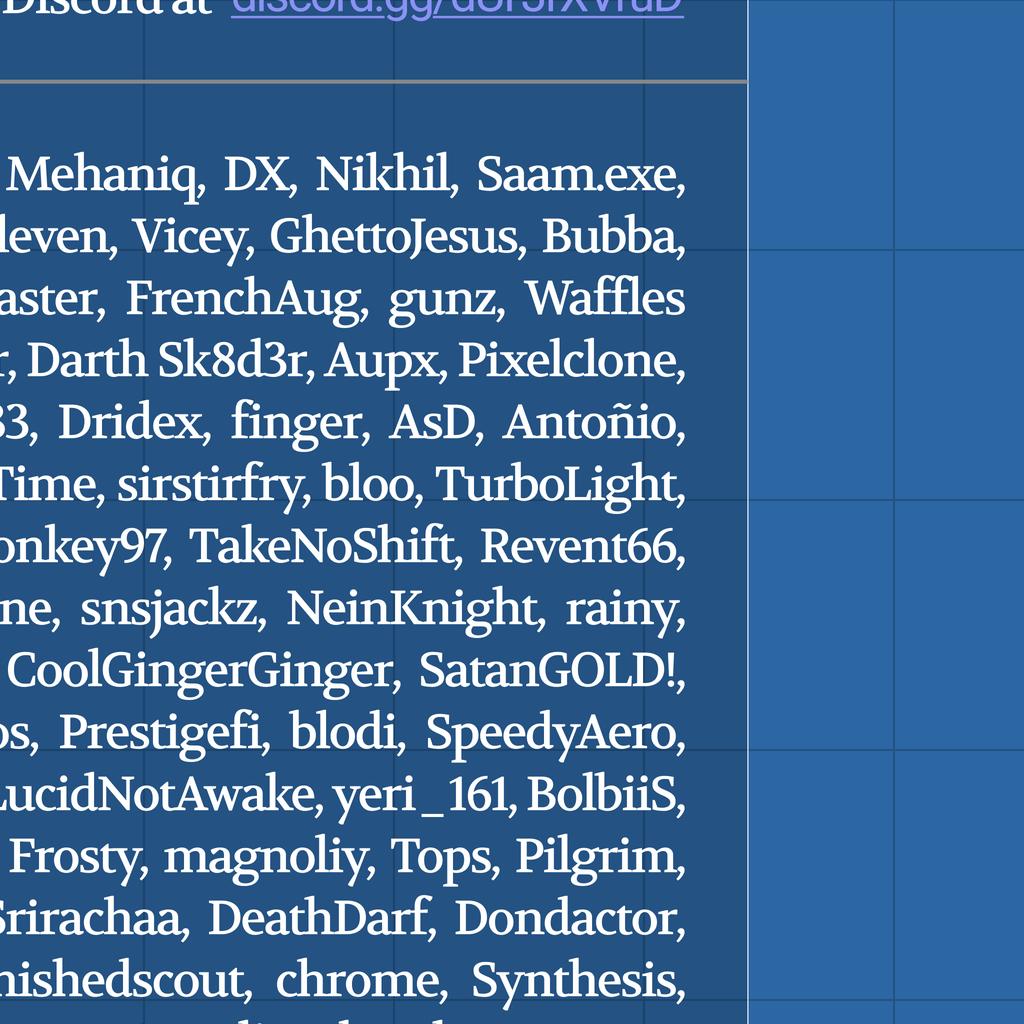 Discord at
Mehaniq, DX, Nikhil, Saam.exe,
leven, Vicey, GhettoJesus, Bubba,
aster, FrenchAug, gunz, Waffles
r, Darth Sk8d3r, Aupx, Pixelclone,
33, Dridex, finger, AsD, Antoñio,
Time, sirstirfry, bloo, TurboLight,
onkey97, TakeNoShift, Revent66,
ne, snsjackz, NeinKnight, rainy,
CoolGingerGinger, SatanGOLD!,
os, Prestigefi, blodi, SpeedyAero,
LucidNotAwake, yeri_161, BolbiiS,
Frosty, magnoliy, Tops, Pilgrim,
Srirachaa, DeathDarf, Dondactor,
nishedscout, chrome, Synthesis,